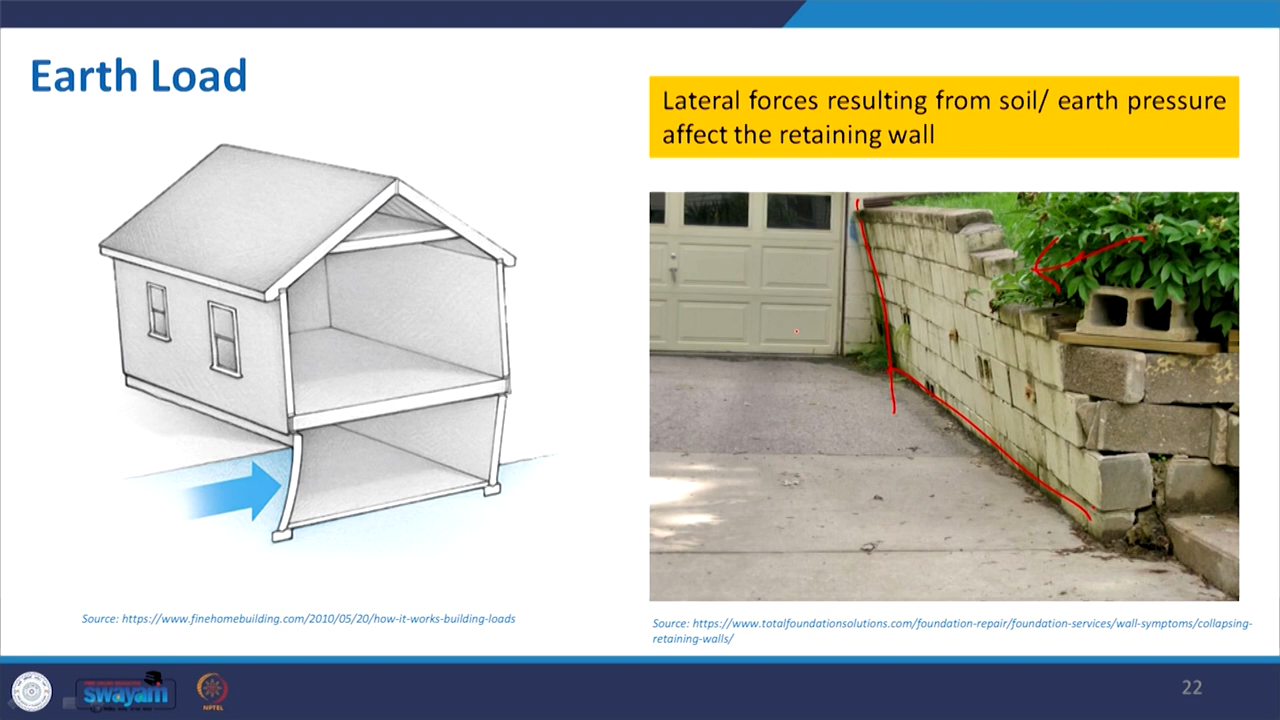 Earth Load
Lateral forces resulting from soil/ earth pressure
affect the retaining wall
Source: https://www.finehomebuilding.com/2010/05/20/how-it-works-building-loads
Source: https://www.totalfoundationsolutions.com/foundation-repair/foundation-services/wall-symptoms/collapsing-
retaining-walls/
swayam
NPTEL
22